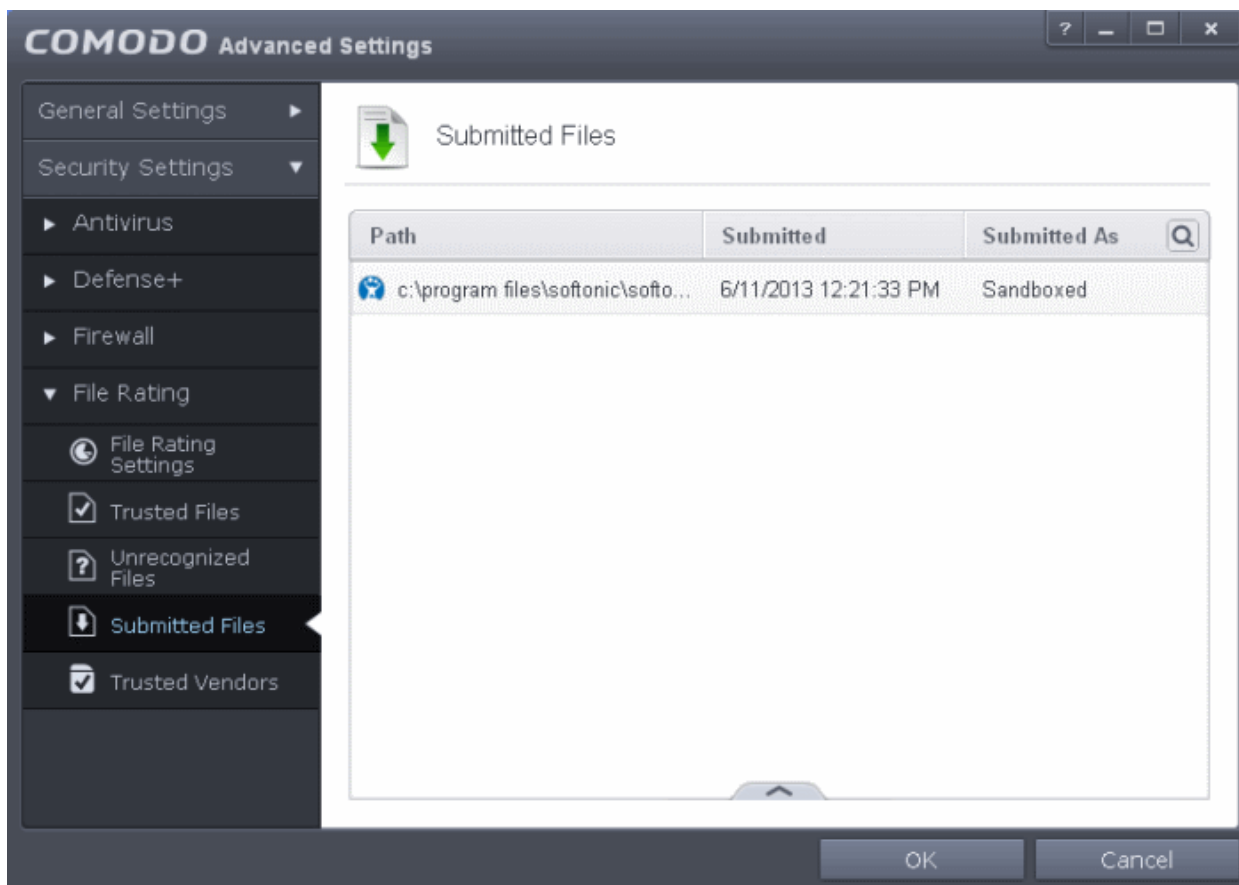 COMODO Advanced Settings
?
General Settings
Security Settings
Antivirus
Defense+
Firewall
File Rating
File Rating
Settings
Trusted Files
Unrecognized
Files
Submitted Files
Trusted Vendors
Submitted Files
Path Submitted Submitted As
c:\program files\softonic\softo... 6/11/2013 12:21:33 PM Sandboxed
OK Cancel